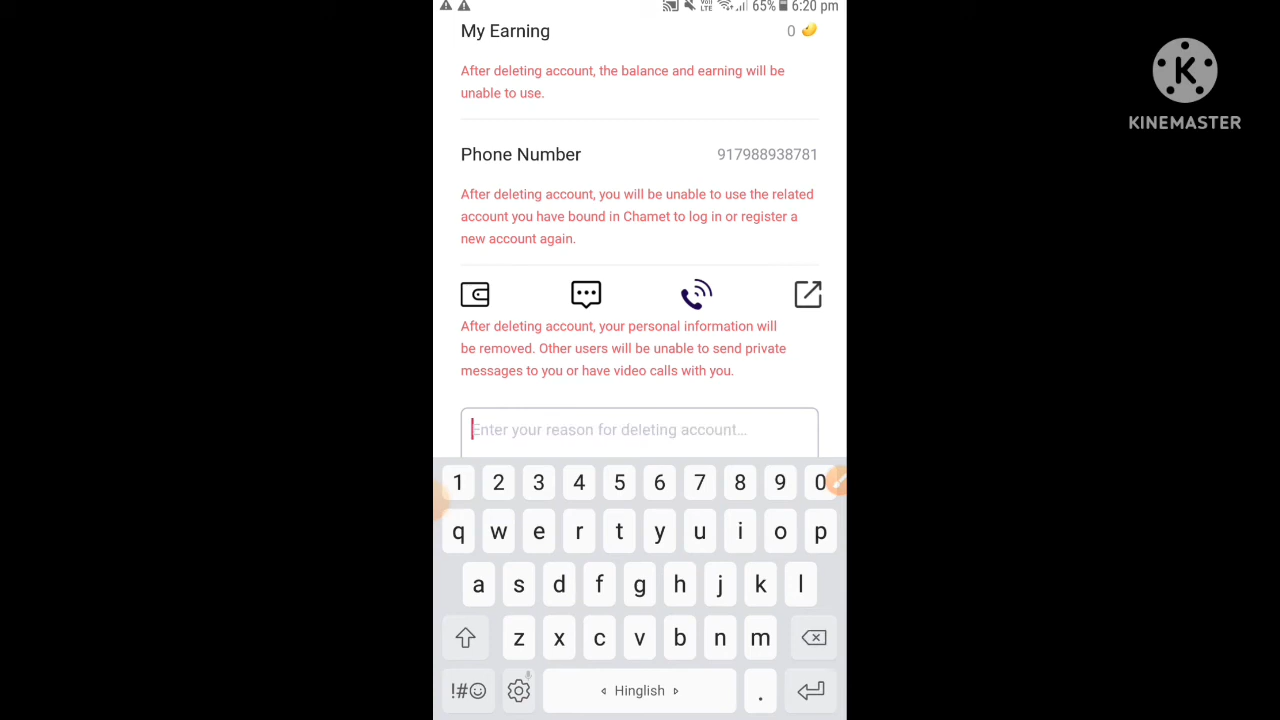 VoLTE 65% 6:20 pm
My Earning 0
After deleting account, the balance and earning will be
unable to use.
Phone Number 917988938781
After deleting account, you will be unable to use the related
account you have bound in Chamet to log in or register a
new account again.
After deleting account, your personal information will
be removed. Other users will be unable to send private
messages to you or have video calls with you.
Enter your reason for deleting account...
1 2 3 4 5 6 7 8 9 0
q w e r t y u i o p
a s d f g h j k l
z x c v b n m
!#☺ Hinglish .
K
KINEMASTER